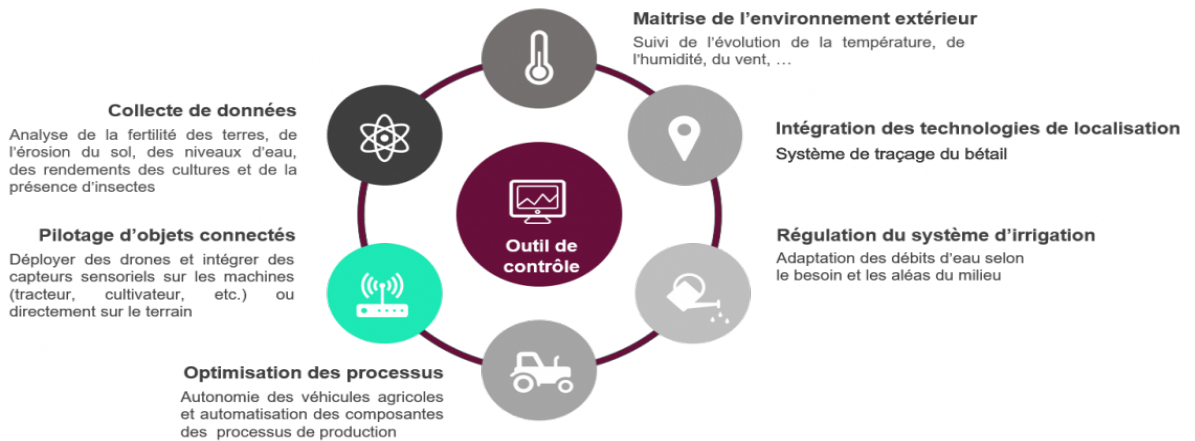 Maitrise de l'environnement extérieur
Suivi de l'évolution de la température, de
l'humidité, du vent, …
Collecte de données
Analyse de la fertilité des terres, de
l'érosion du sol, des niveaux d'eau,
des rendements des cultures et de la
présence d'insectes
Intégration des technologies de localisation
Système de traçage du bétail
Outil de
contrôle
Pilotage d'objets connectés
Déployer des drones et intégrer des
capteurs sensoriels sur les machines
(tracteur, cultivateur, etc.) ou
directement sur le terrain
Régulation du système d'irrigation
Adaptation des débits d'eau selon
le besoin et les aléas du milieu
Optimisation des processus
Autonomie des véhicules agricoles
et automatisation des composantes
des processus de production